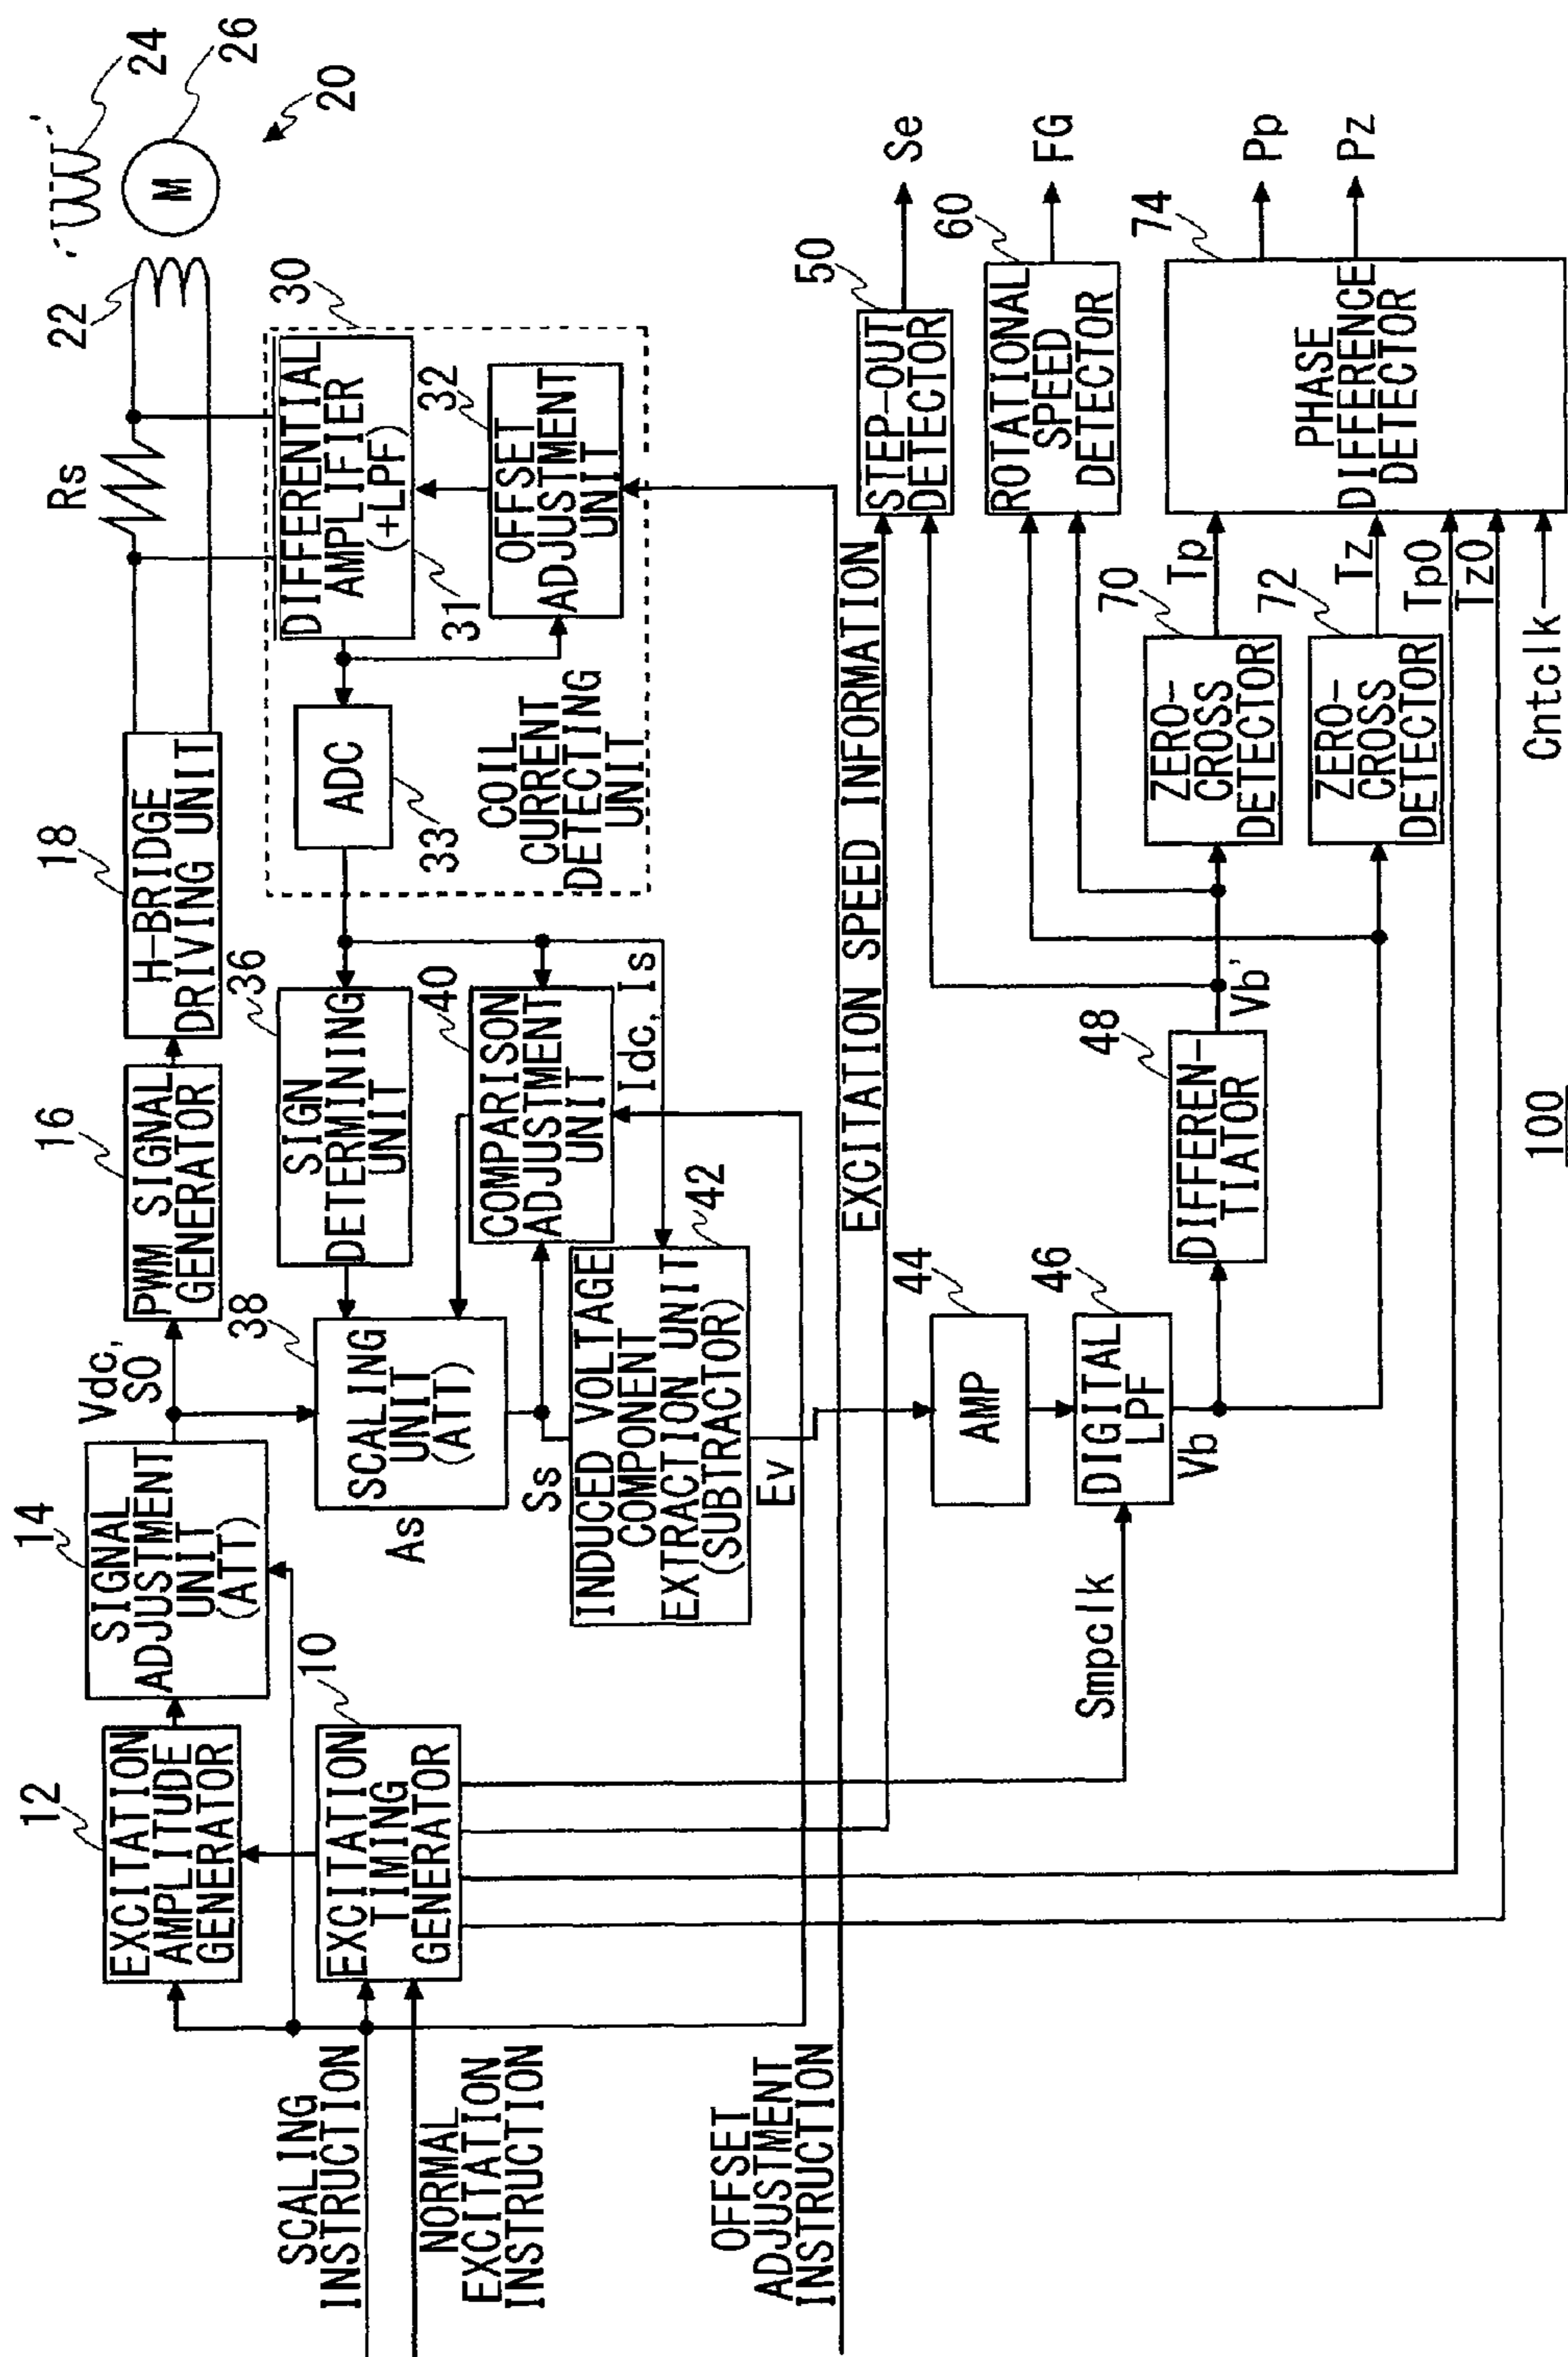 SCALING
INSTRUCTION
NORMAL
EXCITATION
INSTRUCTION
OFFSET
ADJUSTMENT
INSTRUCTION
12
EXCITATION
AMPLITUDE
GENERATOR
10
EXCITATION
TIMING
GENERATOR
14
SIGNAL
ADJUSTMENT
UNIT
(ATT)
Vdc,
SO
16
PWM SIGNAL
GENERATOR
18
H-BRIDGE
DRIVING UNIT
Rs
22
24
M
26
20
30
DIFFERENTIAL
AMPLIFIER
(+LPF)
31
32
OFFSET
ADJUSTMENT
UNIT
ADC
33
COIL
CURRENT
DETECTING
UNIT
36
SIGN
DETERMINING
UNIT
38
SCALING
UNIT
(ATT)
As
Ss
40
COMPARISON
ADJUSTMENT
UNIT
Idc, Is
42
INDUCED VOLTAGE
COMPONENT
EXTRACTION UNIT
(SUBTRACTOR)
Ev
EXCITATION SPEED INFORMATION
44
AMP
46
DIGITAL
LPF
Smpclk
Vb
48
DIFFEREN-
TIATOR
Vb'
50
STEP-OUT
DETECTOR
Se
60
ROTATIONAL
SPEED
DETECTOR
FG
70
ZERO-
CROSS
DETECTOR
Tp
72
ZERO-
CROSS
DETECTOR
Tz
Tp0
Tz0
Cntclk
74
PHASE
DIFFERENCE
DETECTOR
Pp
Pz
100